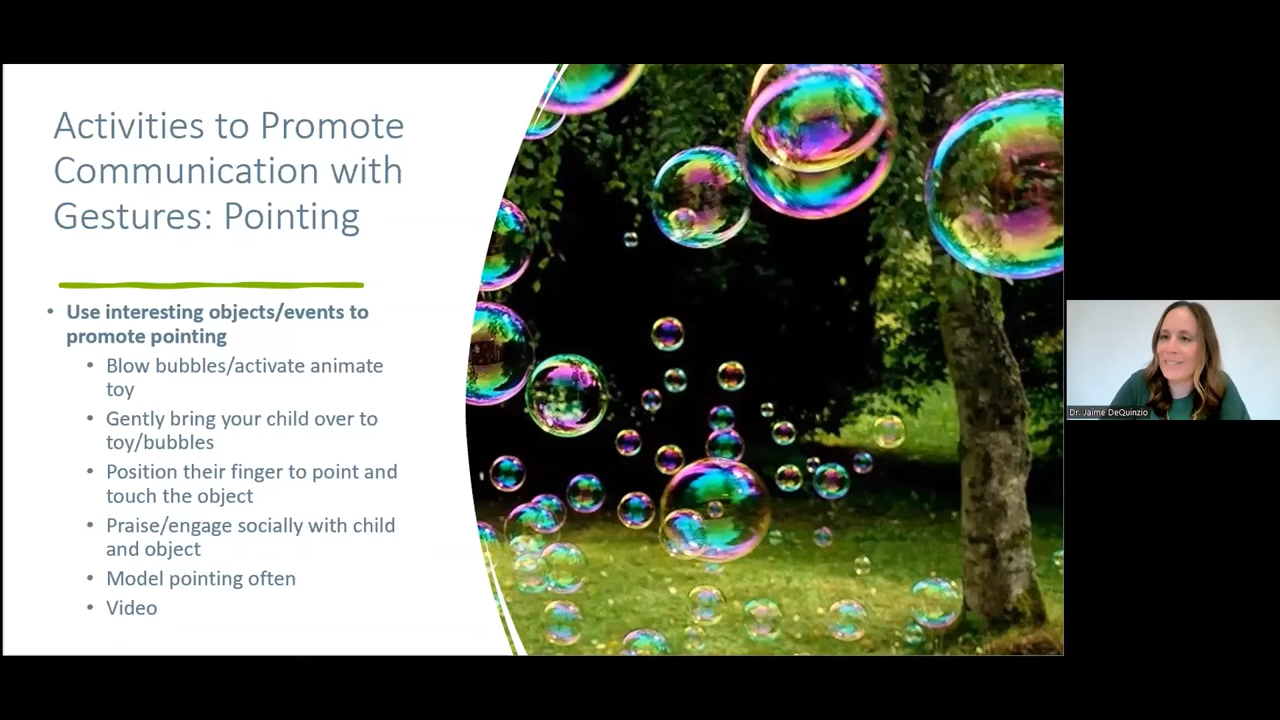 Activities to Promote
Communication with
Gestures: Pointing
• Use interesting objects/events to
promote pointing
• Blow bubbles/activate animate
toy
• Gently bring your child over to
toy/bubbles
• Position their finger to point and
touch the object
• Praise/engage socially with child
and object
• Model pointing often
• Video
Dr. Jaime DeQuinzio